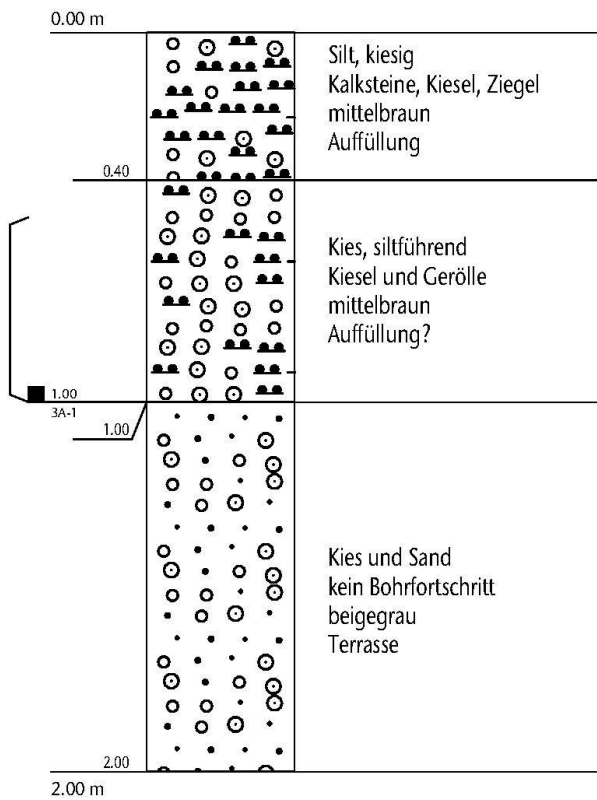 0.00 m
Silt, kiesig
Kalksteine, Kiesel, Ziegel
mittelbraun
Auffüllung
0.40
Kies, siltführend
Kiesel und Gerölle
mittelbraun
Auffüllung?
1.00
3A-1
1.00
Kies und Sand
kein Bohrfortschritt
beigegrau
Terrasse
2.00
2.00 m